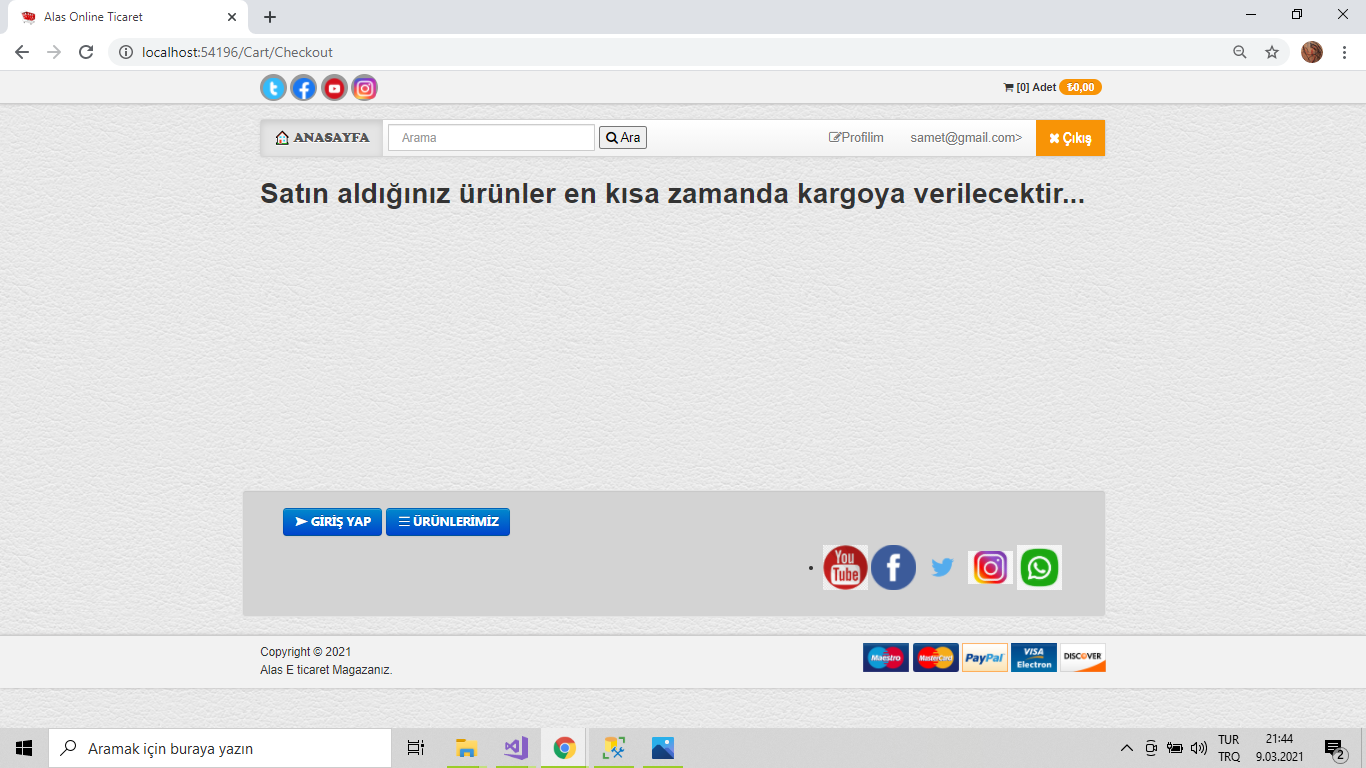 Alas Online Ticaret
localhost:54196/Cart/Checkout
[0] Adet ₺0,00
ANASAYFA
Arama
Ara
Profilim
samet@gmail.com>
Çıkış
Satın aldığınız ürünler en kısa zamanda kargoya verilecektir...
GİRİŞ YAP
ÜRÜNLERİMİZ
You
Tube
Copyright © 2021
Alas E ticaret Magazanız.
Maestro
MasterCard
PayPal
VISA
Electron
DISCOVER
Aramak için buraya yazın
TUR
TRQ
21:44
9.03.2021
2